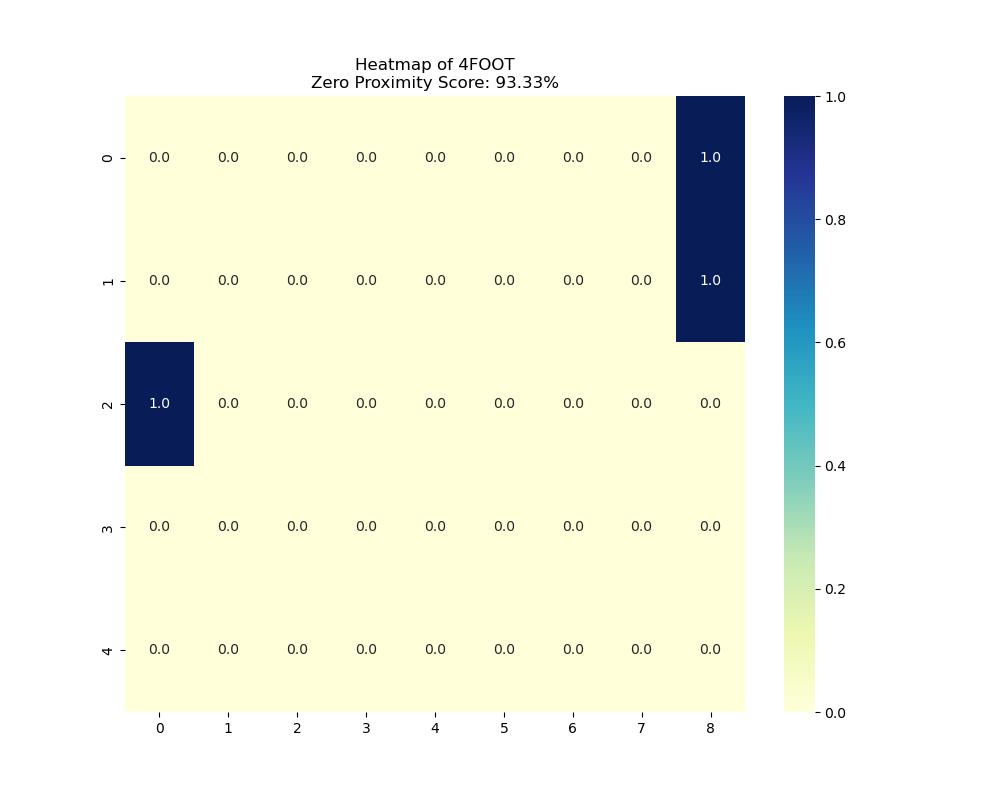 Heatmap of 4FOOT
Zero Proximity Score: 93.33%
0 0.0 0.0 0.0 0.0 0.0 0.0 0.0 0.0 1.0
1 0.0 0.0 0.0 0.0 0.0 0.0 0.0 0.0 1.0
2 1.0 0.0 0.0 0.0 0.0 0.0 0.0 0.0 0.0
3 0.0 0.0 0.0 0.0 0.0 0.0 0.0 0.0 0.0
4 0.0 0.0 0.0 0.0 0.0 0.0 0.0 0.0 0.0
0 1 2 3 4 5 6 7 8
1.0
0.8
0.6
0.4
0.2
0.0